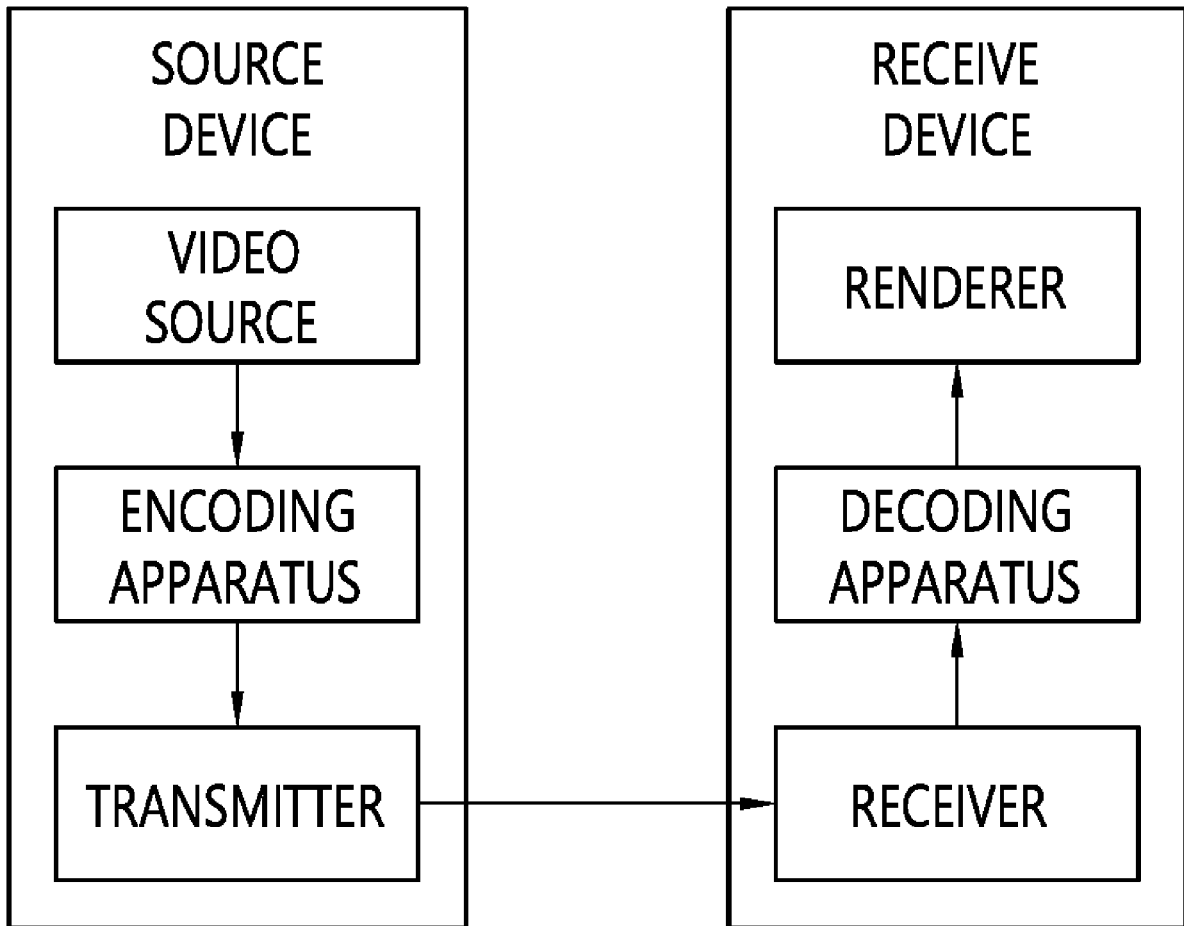 SOURCE
DEVICE
VIDEO
SOURCE
ENCODING
APPARATUS
TRANSMITTER
RECEIVE
DEVICE
RENDERER
DECODING
APPARATUS
RECEIVER